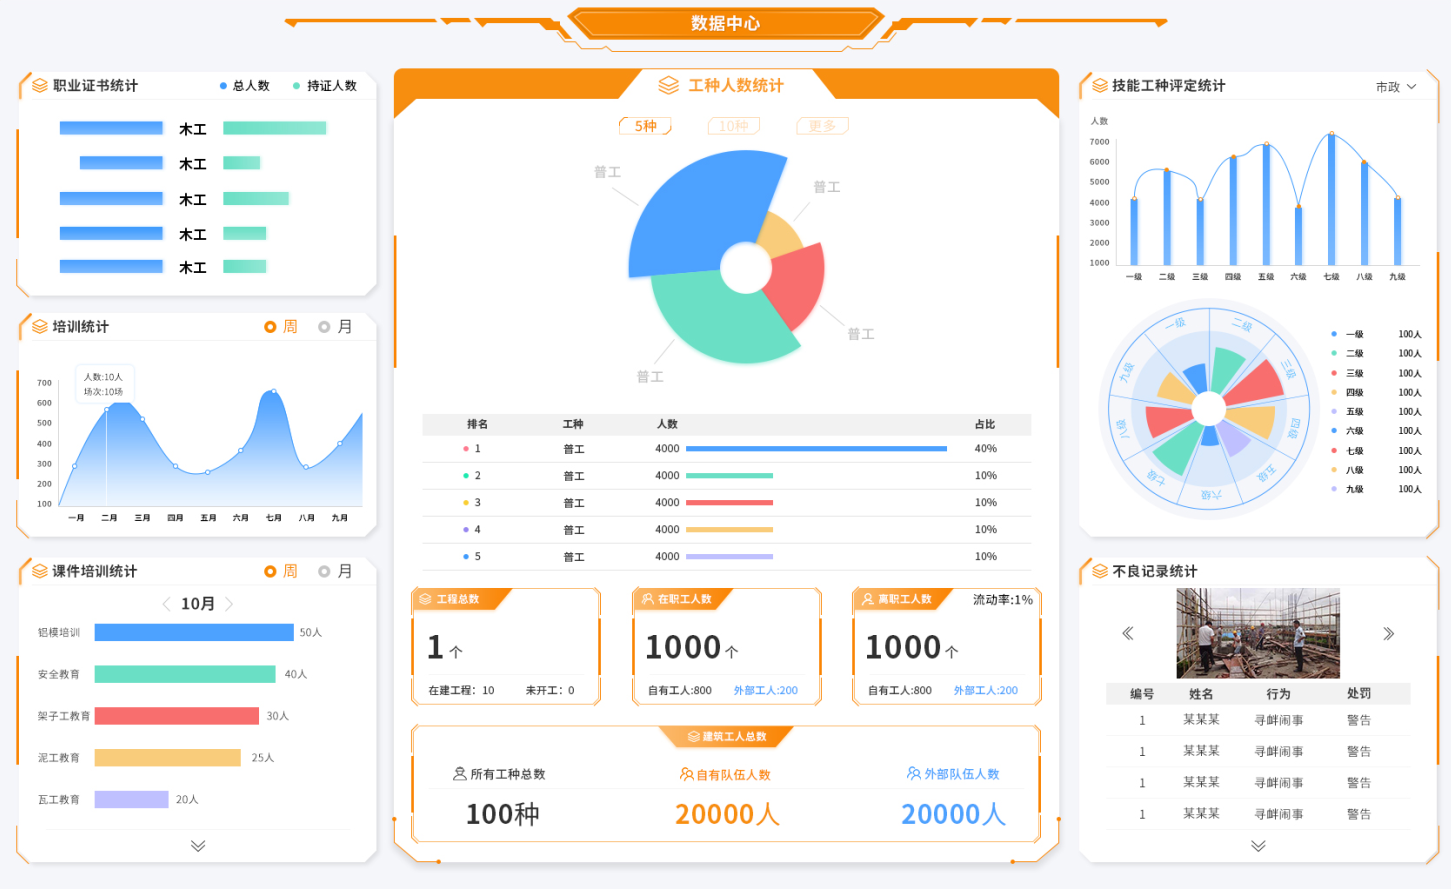 数据中心
职业证书统计
总人数
持证人数
木工
木工
木工
木工
木工
培训统计
周
月
人数:10人
场次:10场
700
600
500
400
300
200
100
一月
二月
三月
四月
五月
六月
七月
八月
九月
课件培训统计
周
月
10月
铝模培训
50人
安全教育
40人
架子工教育
30人
泥工教育
25人
瓦工教育
20人
工种人数统计
5种
10种
更多
普工
普工
普工
普工
排名 工种 人数 占比
1 普工 4000 40%
2 普工 4000 10%
3 普工 4000 10%
4 普工 4000 10%
5 普工 4000 10%
工程总数
1个
在建工程：10 未开工：0
在职工人数
1000个
自有工人:800 外部工人:200
离职工人数
流动率:1%
1000个
自有工人:800 外部工人:200
建筑工人总数
所有工种总数
100种
自有队伍人数
20000人
外部队伍人数
20000人
技能工种评定统计
市政
人数
7000
6000
5000
4000
3000
2000
1000
一级
二级
三级
四级
五级
六级
七级
八级
九级
一级
二级
三级
四级
五级
六级
七级
八级
九级
一级 100人
二级 100人
三级 100人
四级 100人
五级 100人
六级 100人
七级 100人
八级 100人
九级 100人
不良记录统计
编号 姓名 行为 处罚
1 某某某 寻衅闹事 警告
1 某某某 寻衅闹事 警告
1 某某某 寻衅闹事 警告
1 某某某 寻衅闹事 警告